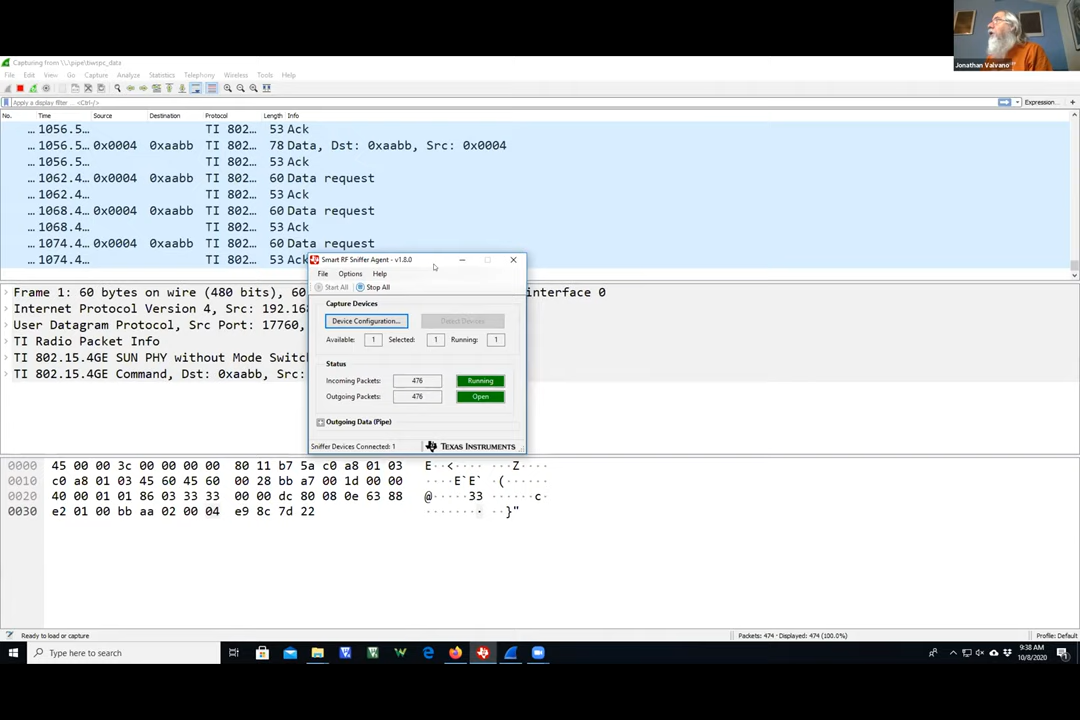 Jonathan Valvano
Capturing from \\.\pipe\tiwspc_data
File Edit View Go Capture Analyze Statistics Telephony Wireless Tools Help
Apply a display filter ... <Ctrl-/> Expression... +
No. Time Source Destination Protocol Length Info
... 1056.5... TI 802... 53 Ack
... 1056.5... 0x0004 0xaabb TI 802... 78 Data, Dst: 0xaabb, Src: 0x0004
... 1056.5... TI 802... 53 Ack
... 1062.4... 0x0004 0xaabb TI 802... 60 Data request
... 1062.4... TI 802... 53 Ack
... 1068.4... 0x0004 0xaabb TI 802... 60 Data request
... 1068.4... TI 802... 53 Ack
... 1074.4... 0x0004 0xaabb TI 802... 60 Data request
... 1074.4... TI 802... 53 Ack
Smart RF Sniffer Agent - v1.8.0
File Options Help
Start All Stop All
Capture Devices
Device Configuration... Detect Devices
Available: 1 Selected: 1 Running: 1
Status
Incoming Packets: 476 Running
Outgoing Packets: 476 Open
+ Outgoing Data (Pipe)
Sniffer Devices Connected: 1 TEXAS INSTRUMENTS
Frame 1: 60 bytes on wire (480 bits), 60 interface 0
Internet Protocol Version 4, Src: 192.16
User Datagram Protocol, Src Port: 17760,
TI Radio Packet Info
TI 802.15.4GE SUN PHY without Mode Switc
TI 802.15.4GE Command, Dst: 0xaabb, Src:
0000 45 00 00 3c 00 00 00 00 80 11 b7 5a c0 a8 01 03 E··<···· ···Z····
0010 c0 a8 01 03 45 60 45 60 00 28 bb a7 00 1d 00 00 ····E`E` ·(······
0020 40 00 01 01 86 03 33 33 00 00 dc 80 08 0e 63 88 @·····33 ······c·
0030 e2 01 00 bb aa 02 00 04 e9 8c 7d 22 ········ ··}"
Ready to load or capture Packets: 474 · Displayed: 474 (100.0%) Profile: Default
Type here to search
9:38 AM
10/8/2020